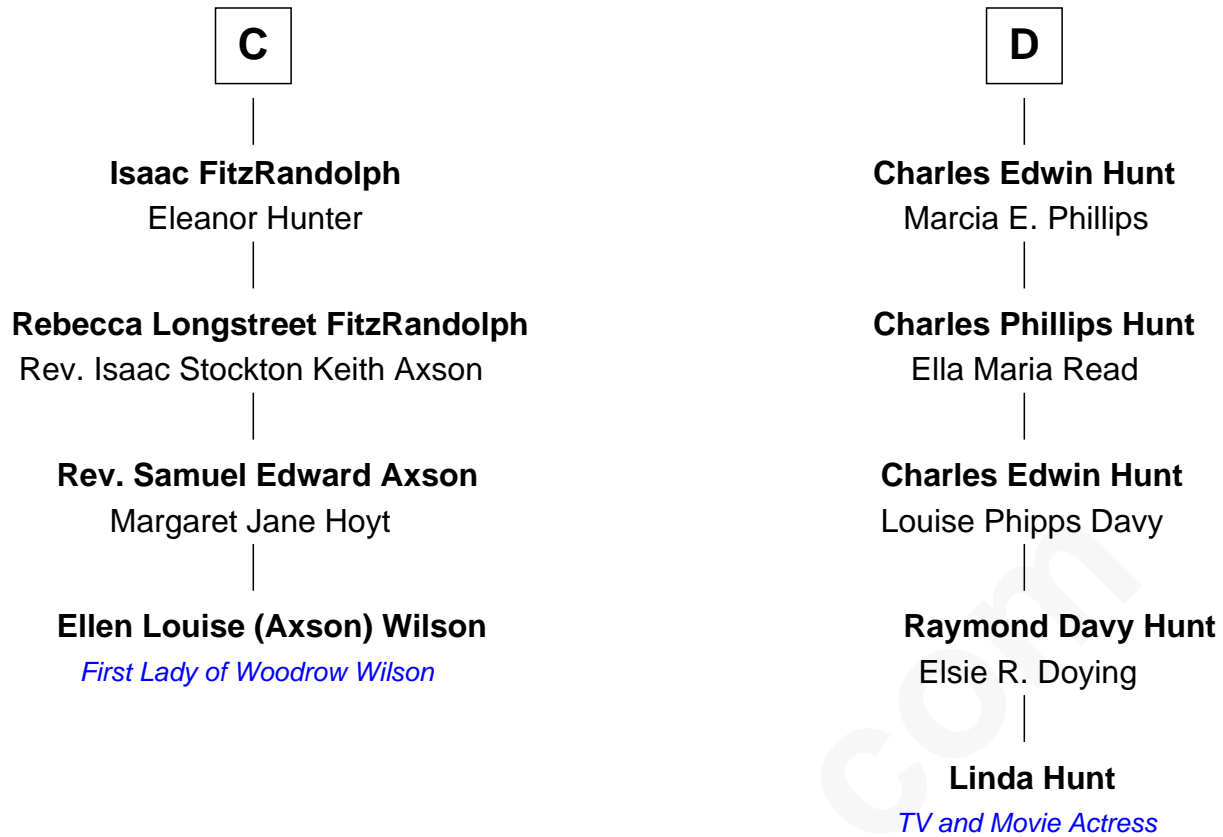 C
Isaac FitzRandolph
Eleanor Hunter
Rebecca Longstreet FitzRandolph
Rev. Isaac Stockton Keith Axson
Rev. Samuel Edward Axson
Margaret Jane Hoyt
Ellen Louise (Axson) Wilson
First Lady of Woodrow Wilson
D
Charles Edwin Hunt
Marcia E. Phillips
Charles Phillips Hunt
Ella Maria Read
Charles Edwin Hunt
Louise Phipps Davy
Raymond Davy Hunt
Elsie R. Doying
Linda Hunt
TV and Movie Actress
com